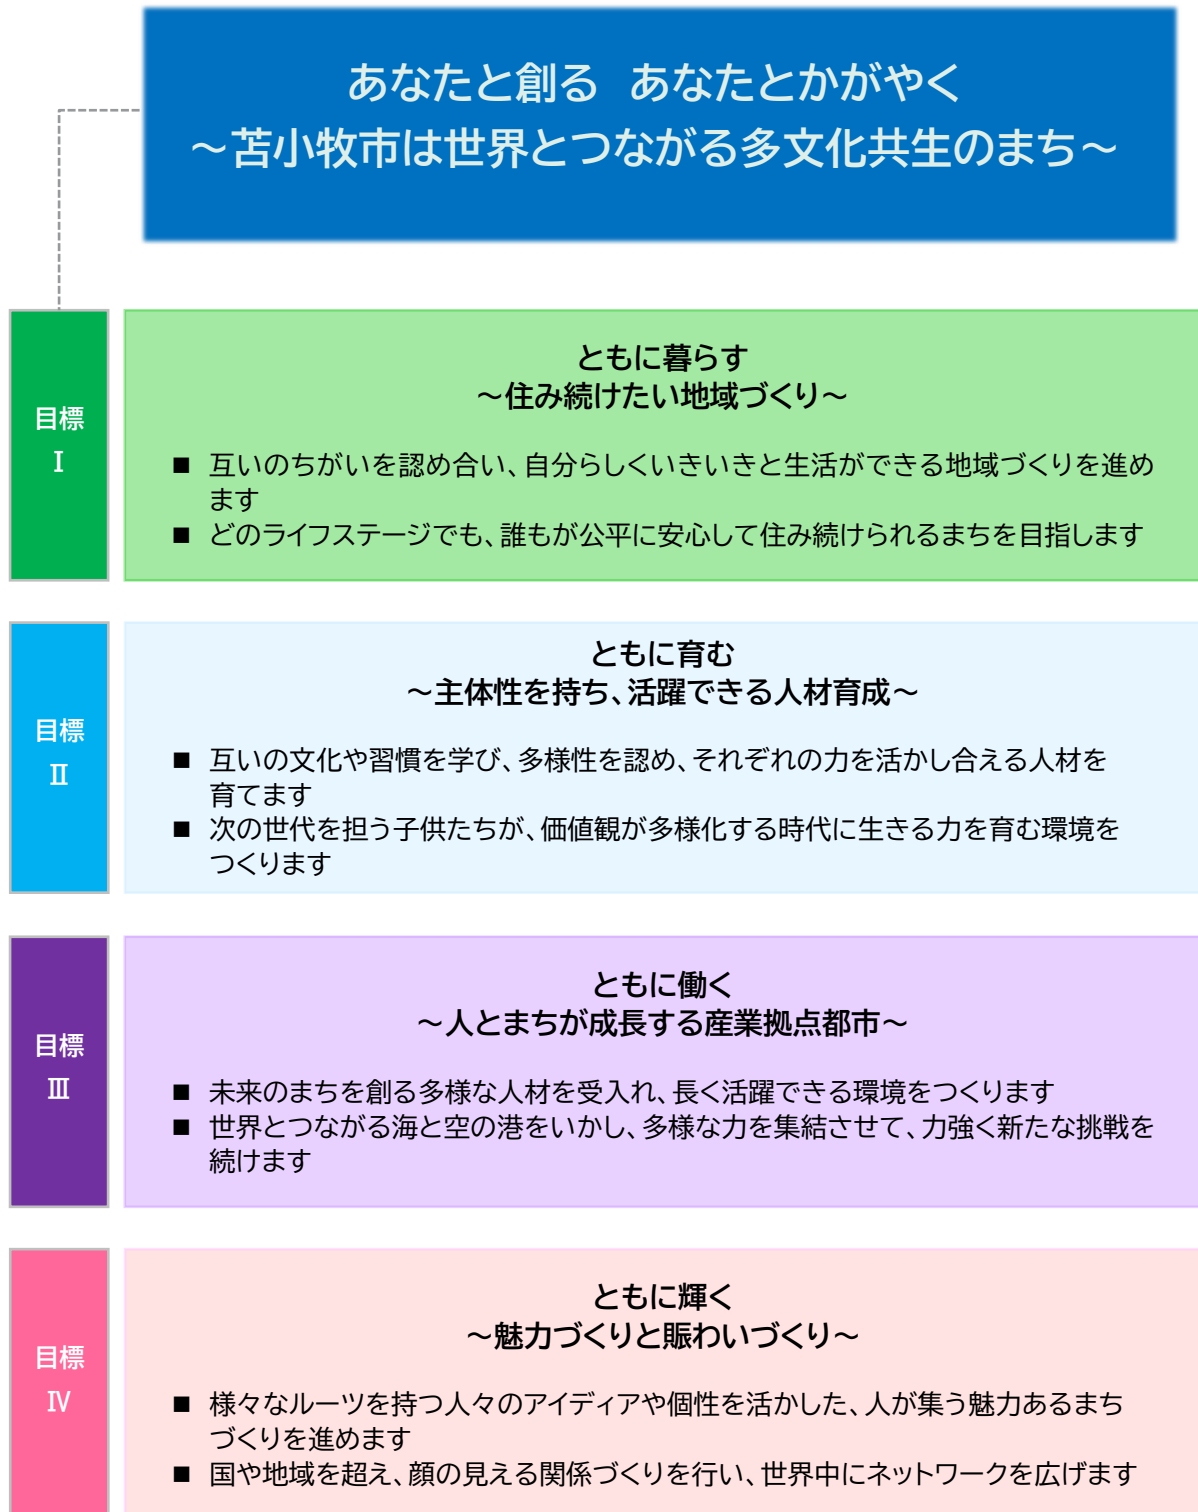 あなたと創る　あなたとかがやく
～苫小牧市は世界とつながる多文化共生のまち～
目標
Ⅰ
ともに暮らす
～住み続けたい地域づくり～
■ 互いのちがいを認め合い、自分らしくいきいきと生活ができる地域づくりを進め
ます
■ どのライフステージでも、誰もが公平に安心して住み続けられるまちを目指します
目標
Ⅱ
ともに育む
～主体性を持ち、活躍できる人材育成～
■ 互いの文化や習慣を学び、多様性を認め、それぞれの力を活かし合える人材を
育てます
■ 次の世代を担う子供たちが、価値観が多様化する時代に生きる力を育む環境を
つくります
目標
Ⅲ
ともに働く
～人とまちが成長する産業拠点都市～
■ 未来のまちを創る多様な人材を受入れ、長く活躍できる環境をつくります
■ 世界とつながる海と空の港をいかし、多様な力を集結させて、力強く新たな挑戦を
続けます
目標
Ⅳ
ともに輝く
～魅力づくりと賑わいづくり～
■ 様々なルーツを持つ人々のアイディアや個性を活かした、人が集う魅力あるまち
づくりを進めます
■ 国や地域を超え、顔の見える関係づくりを行い、世界中にネットワークを広げます